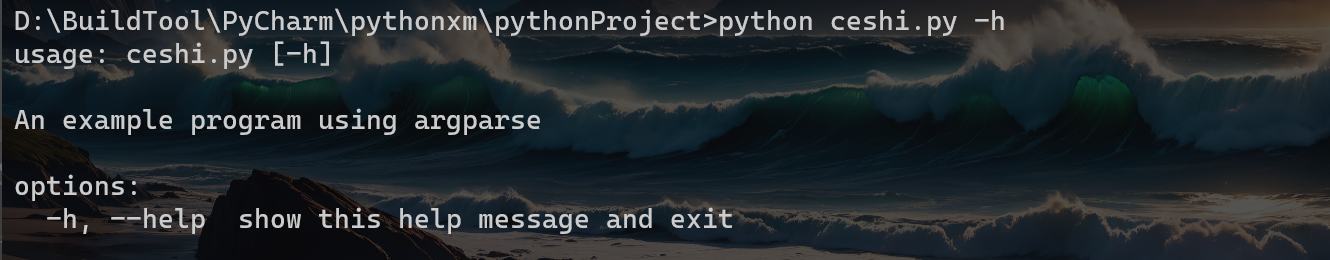 D:\BuildTool\PyCharm\pythonxm\pythonProject>python ceshi.py -h
usage: ceshi.py [-h]
An example program using argparse
options:
  -h, --help  show this help message and exit